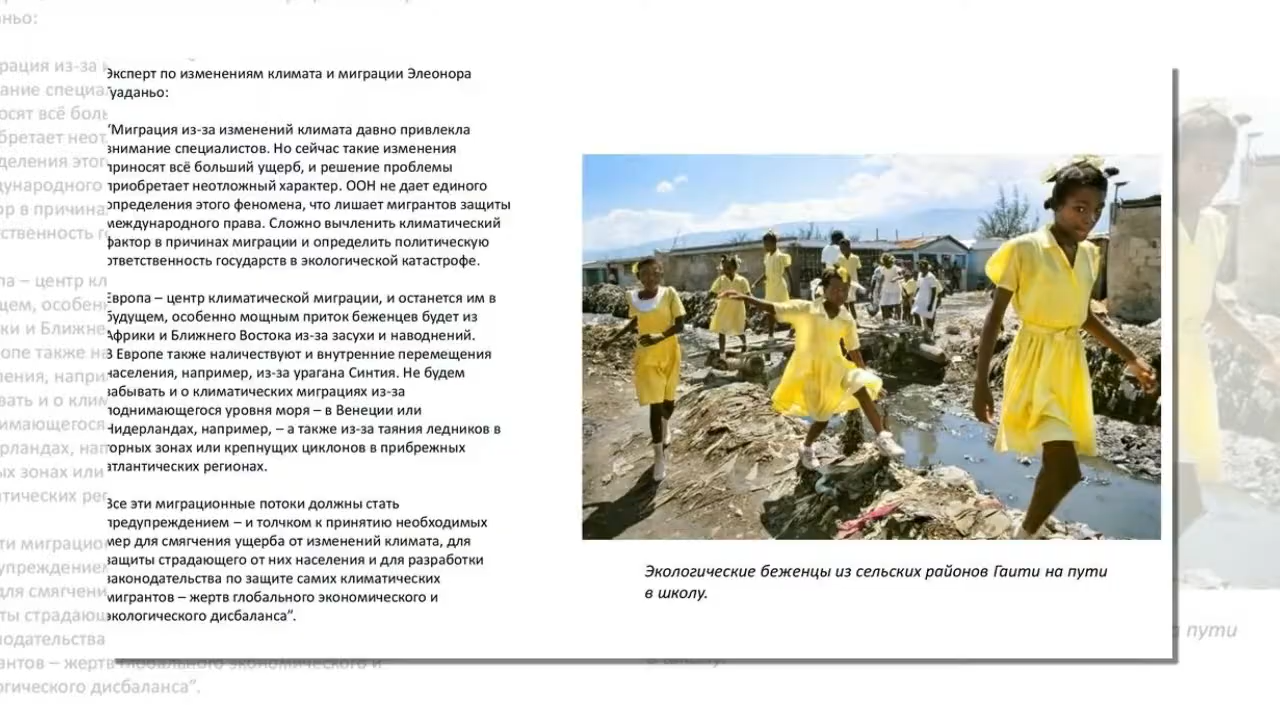 Эксперт по изменениям климата и миграции Элеонора
Гуаданьо:
“Миграция из-за изменений климата давно привлекла
внимание специалистов. Но сейчас такие изменения
приносят всё больший ущерб, и решение проблемы
приобретает неотложный характер. ООН не дает единого
определения этого феномена, что лишает мигрантов защиты
международного права. Сложно вычленить климатический
фактор в причинах миграции и определить политическую
ответственность государств в экологической катастрофе.
Европа – центр климатической миграции, и останется им в
будущем, особенно мощным приток беженцев будет из
Африки и Ближнего Востока из-за засухи и наводнений.
В Европе также наличествуют и внутренние перемещения
населения, например, из-за урагана Синтия. Не будем
забывать и о климатических миграциях из-за
поднимающегося уровня моря – в Венеции или
Нидерландах, например, – а также из-за таяния ледников в
горных зонах или крепнущих циклонов в прибрежных
атлантических регионах.
Все эти миграционные потоки должны стать
предупреждением – и толчком к принятию необходимых
мер для смягчения ущерба от изменений климата, для
защиты страдающего от них населения и для разработки
законодательства по защите самих климатических
мигрантов – жертв глобального экономического и
экологического дисбаланса”.
Экологические беженцы из сельских районов Гаити на пути
в школу.